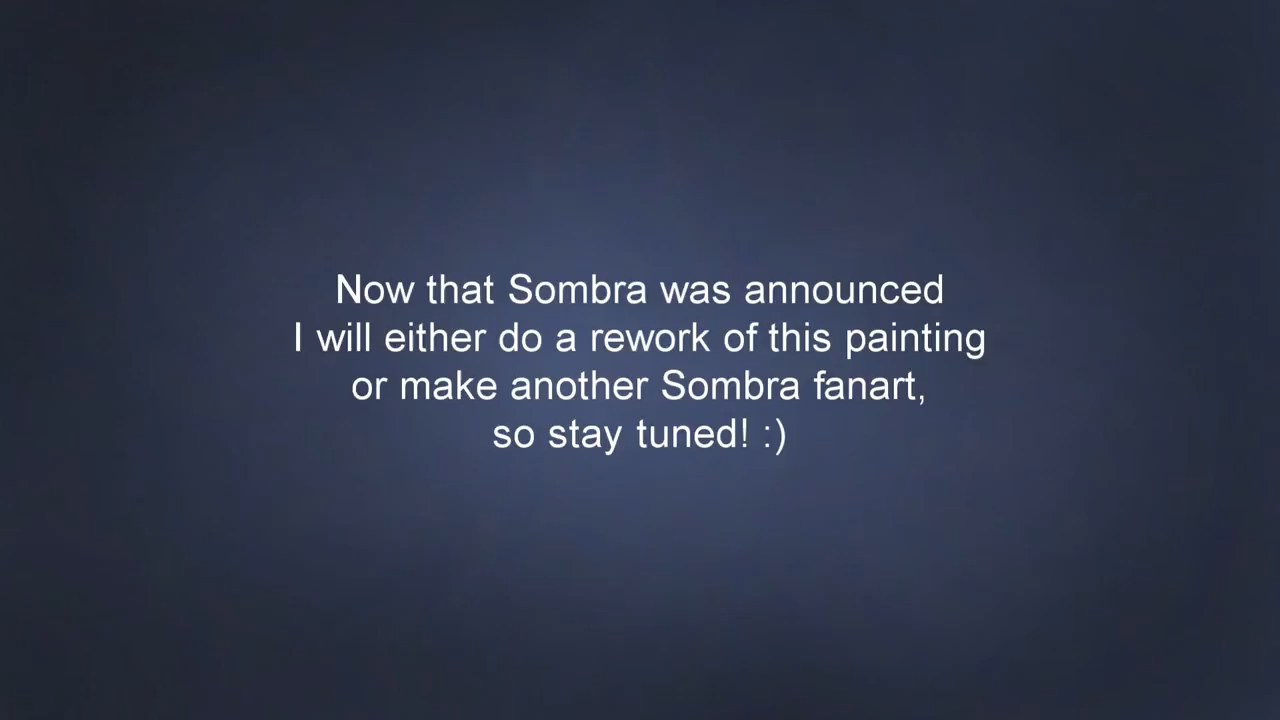 Now that Sombra was announced
I will either do a rework of this painting
or make another Sombra fanart,
so stay tuned! :)